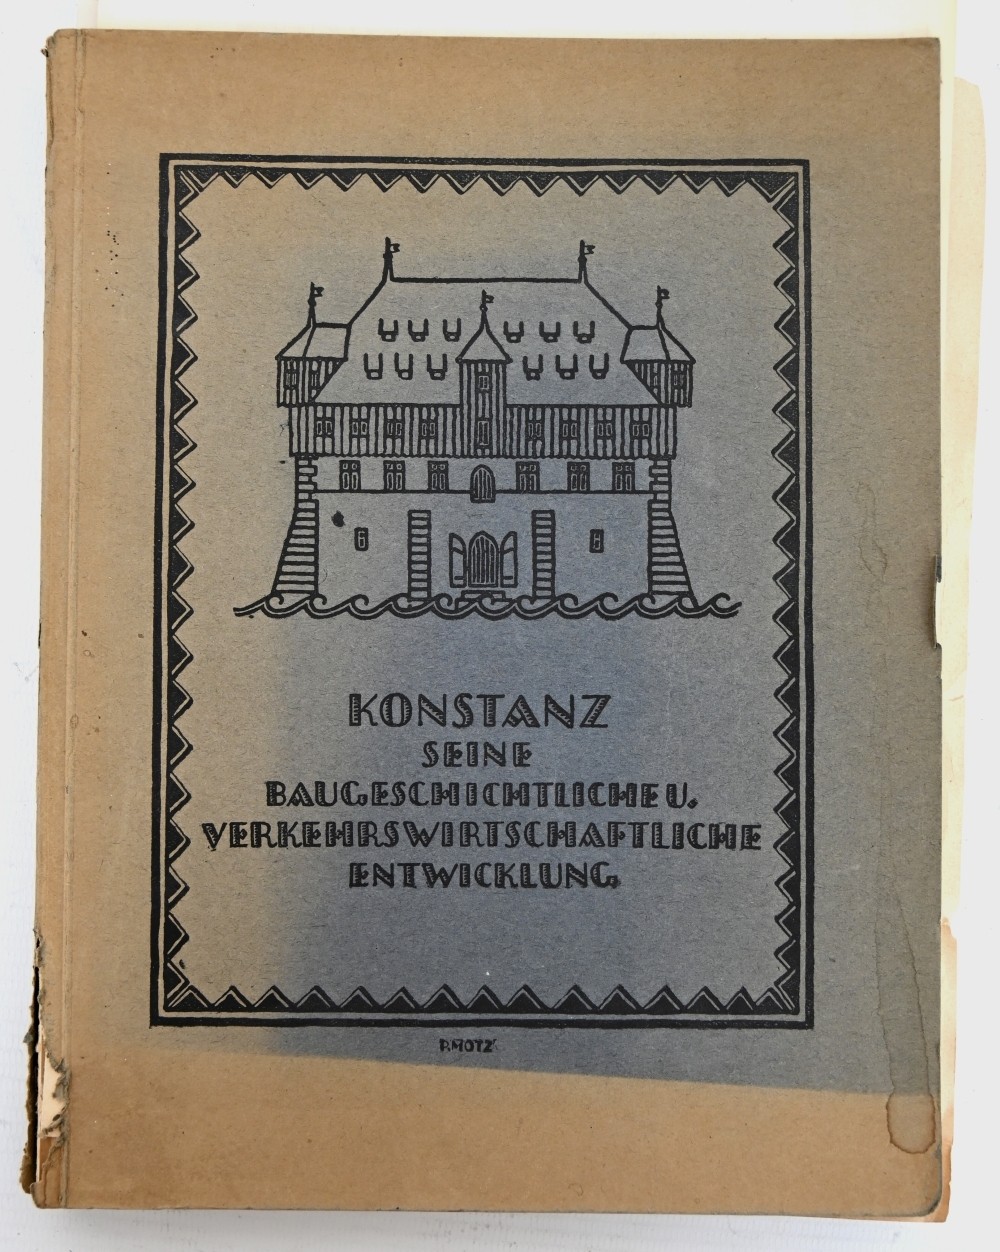 KONSTANZ
SEINE
BAUGESCHICHTLICHE U.
VERKEHRSWIRTSCHAFTLICHE
ENTWICKLUNG.
P. MOTZ